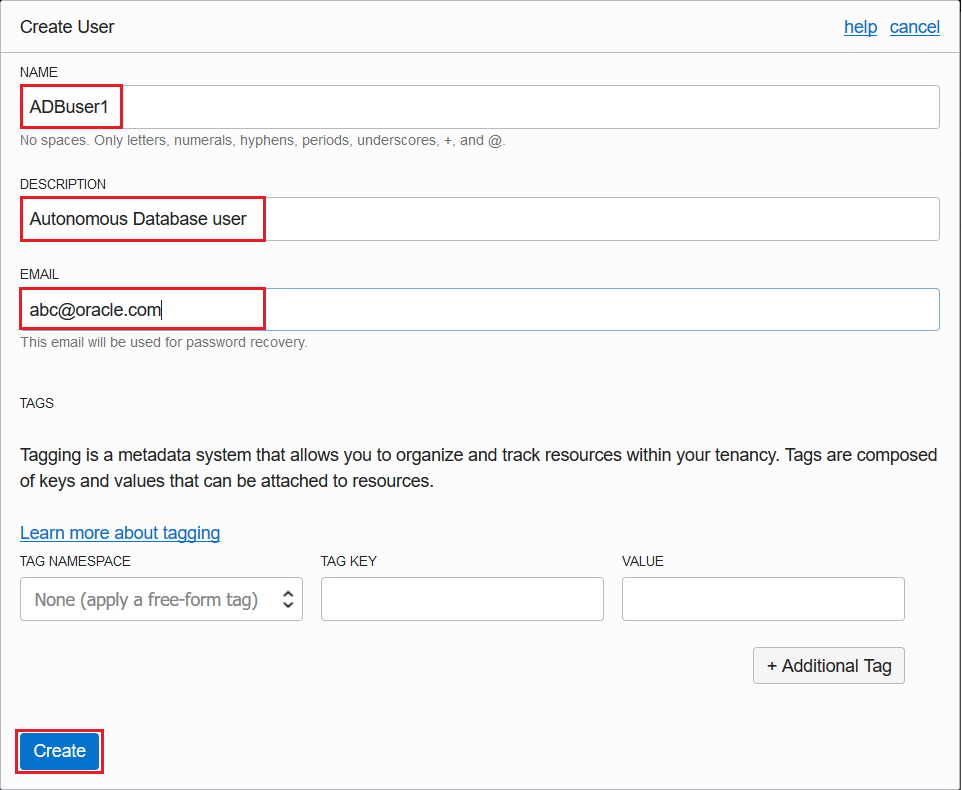 Create User help cancel
NAME
ADBuser1
No spaces. Only letters, numerals, hyphens, periods, underscores, +, and @.
DESCRIPTION
Autonomous Database user
EMAIL
abc@oracle.com
This email will be used for password recovery.
TAGS
Tagging is a metadata system that allows you to organize and track resources within your tenancy. Tags are composed
of keys and values that can be attached to resources.
Learn more about tagging
TAG NAMESPACE TAG KEY VALUE
None (apply a free-form tag)
+ Additional Tag
Create